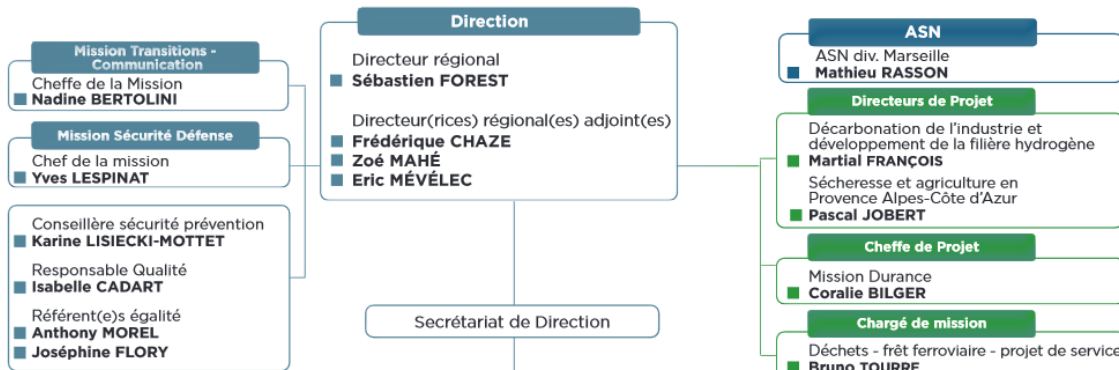 Mission Transitions -
Communication
Cheffe de la Mission
Nadine BERTOLINI
Mission Sécurité Défense
Chef de la mission
Yves LESPINAT
Conseillère sécurité prévention
Karine LISIECKI-MOTTET
Responsable Qualité
Isabelle CADART
Référent(e)s égalité
Anthony MOREL
Joséphine FLORY
Direction
Directeur régional
Sébastien FOREST
Directeur(rices) régional(es) adjoint(es)
Frédérique CHAZE
Zoé MAHÉ
Eric MÉVÉLEC
Secrétariat de Direction
ASN
ASN div. Marseille
Mathieu RASSON
Directeurs de Projet
Décarbonation de l'industrie et
développement de la filière hydrogène
Martial FRANÇOIS
Sécheresse et agriculture en
Provence Alpes-Côte d'Azur
Pascal JOBERT
Cheffe de Projet
Mission Durance
Coralie BILGER
Chargé de mission
Déchets - frêt ferroviaire - projet de service
Bruno TOURRE